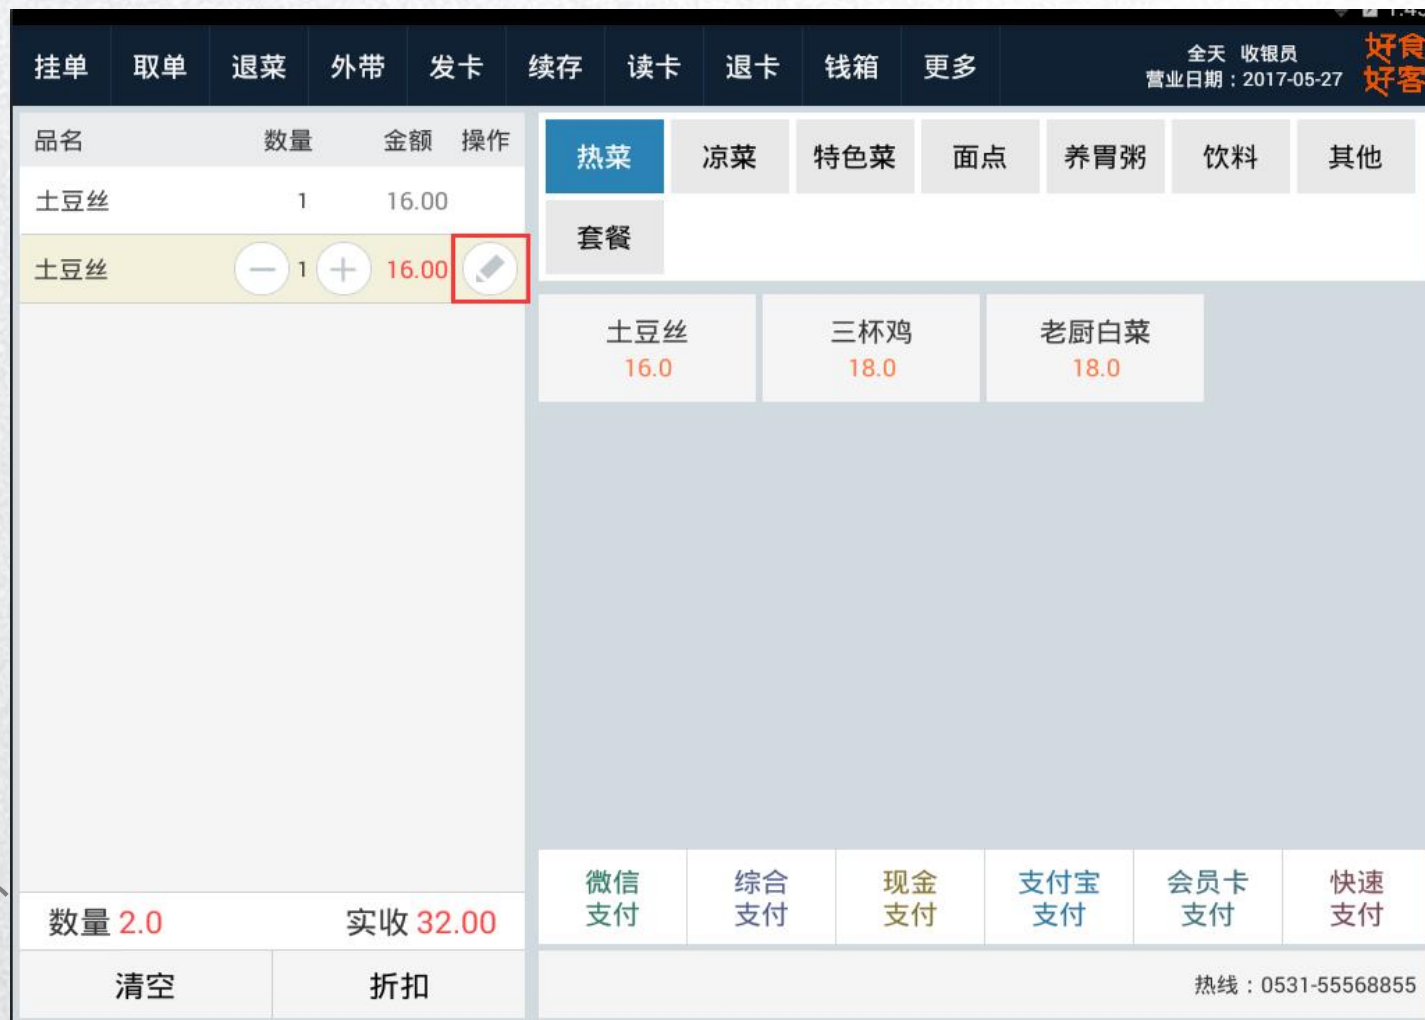 挂单 取单 退菜 外带 发卡 续存 读卡 退卡 钱箱 更多
全天 收银员
营业日期：2017-05-27
好食
好客
品名 数量 金额 操作
土豆丝 1 16.00
土豆丝 1 16.00
热菜 凉菜 特色菜 面点 养胃粥 饮料 其他
套餐
土豆丝 三杯鸡 老厨白菜
16.0 18.0 18.0
微信 综合 现金 支付宝 会员卡 快速
支付 支付 支付 支付 支付 支付
数量 2.0 实收 32.00
清空 折扣
热线：0531-55568855